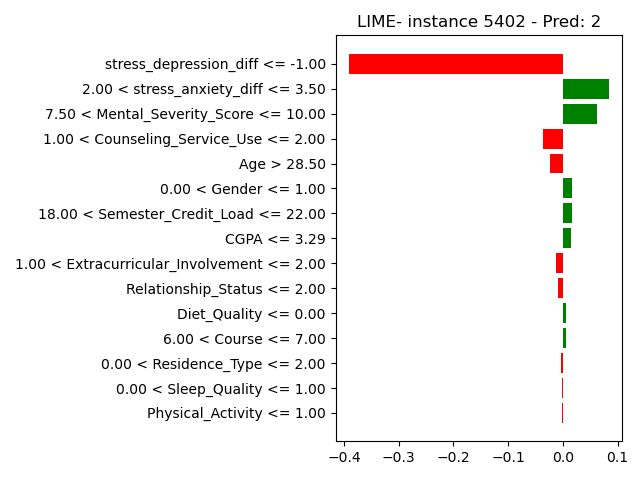 LIME- instance 5402 - Pred: 2
stress_depression_diff <= -1.00
2.00 < stress_anxiety_diff <= 3.50
7.50 < Mental_Severity_Score <= 10.00
1.00 < Counseling_Service_Use <= 2.00
Age > 28.50
0.00 < Gender <= 1.00
18.00 < Semester_Credit_Load <= 22.00
CGPA <= 3.29
1.00 < Extracurricular_Involvement <= 2.00
Relationship_Status <= 2.00
Diet_Quality <= 0.00
6.00 < Course <= 7.00
0.00 < Residence_Type <= 2.00
0.00 < Sleep_Quality <= 1.00
Physical_Activity <= 1.00
−0.4 −0.3 −0.2 −0.1 0.0 0.1